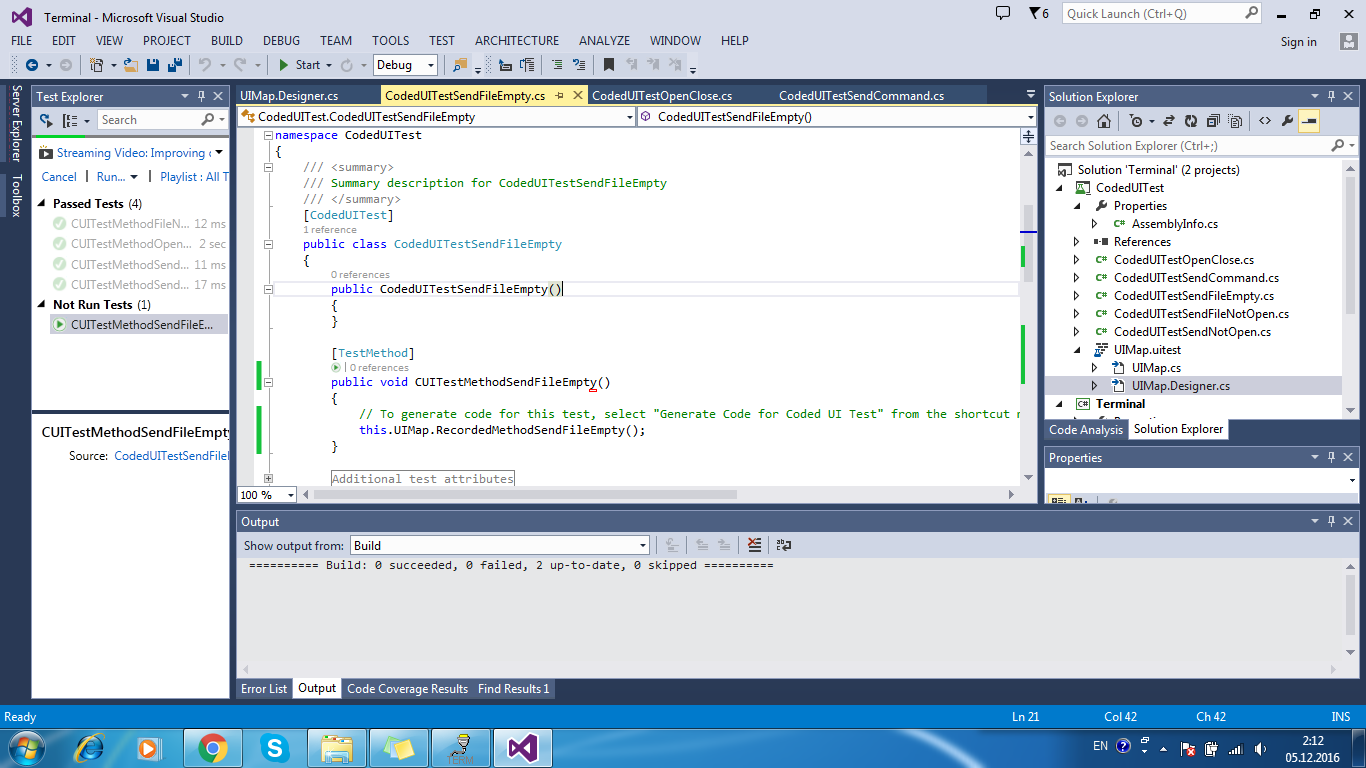 Terminal - Microsoft Visual Studio
6
Quick Launch (Ctrl+Q)
FILE EDIT VIEW PROJECT BUILD DEBUG TEAM TOOLS TEST ARCHITECTURE ANALYZE WINDOW HELP
Sign in
Start
Debug
Server Explorer
Toolbox
Test Explorer
Search
Streaming Video: Improving
Cancel | Run... | Playlist : All T
Passed Tests (4)
CUITestMethodFileN... 12 ms
CUITestMethodOpen... 2 sec
CUITestMethodSend... 11 ms
CUITestMethodSend... 17 ms
Not Run Tests (1)
CUITestMethodSendFileE...
CUITestMethodSendFileEmpty
Source: CodedUITestSendFile
UIMap.Designer.cs CodedUITestSendFileEmpty.cs CodedUITestOpenClose.cs CodedUITestSendCommand.cs
CodedUITest.CodedUITestSendFileEmpty CodedUITestSendFileEmpty()
namespace CodedUITest
{
/// <summary>
/// Summary description for CodedUITestSendFileEmpty
/// </summary>
[CodedUITest]
1 reference
public class CodedUITestSendFileEmpty
{
0 references
public CodedUITestSendFileEmpty()
{
}
[TestMethod]
| 0 references
public void CUITestMethodSendFileEmpty()
{
// To generate code for this test, select "Generate Code for Coded UI Test" from the shortcut
this.UIMap.RecordedMethodSendFileEmpty();
}
Additional test attributes
100 %
Solution Explorer
Search Solution Explorer (Ctrl+;)
Solution 'Terminal' (2 projects)
CodedUITest
Properties
C# AssemblyInfo.cs
References
C# CodedUITestOpenClose.cs
C# CodedUITestSendCommand.cs
C# CodedUITestSendFileEmpty.cs
C# CodedUITestSendFileNotOpen.cs
C# CodedUITestSendNotOpen.cs
UIMap.uitest
UIMap.cs
UIMap.Designer.cs
C# Terminal
Code Analysis Solution Explorer
Properties
Output
Show output from: Build
========== Build: 0 succeeded, 0 failed, 2 up-to-date, 0 skipped ==========
Error List Output Code Coverage Results Find Results 1
Ready Ln 21 Col 42 Ch 42 INS
TERM
EN
2:12
05.12.2016